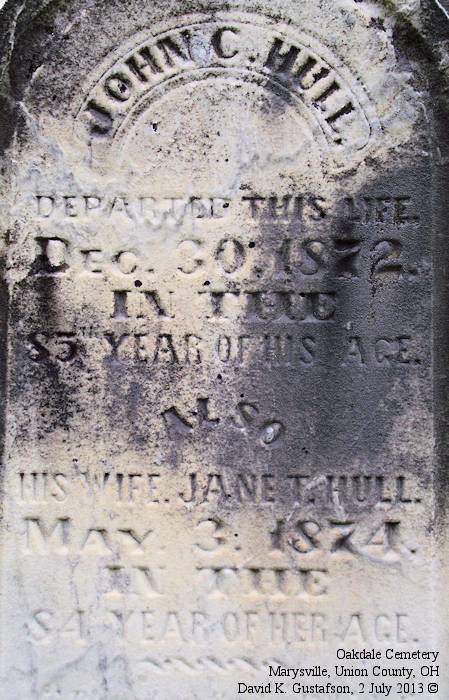 JOHN C. HULL.
DEPARTED THIS LIFE.
DEC. 30. 1872.
IN THE
85TH YEAR OF HIS AGE.
ALSO
HIS WIFE. JANE T. HULL.
MAY. 3. 1874.
IN THE
84 YEAR OF HER AGE.
Oakdale Cemetery
Marysville, Union County, OH
David K. Gustafson, 2 July 2013 ©